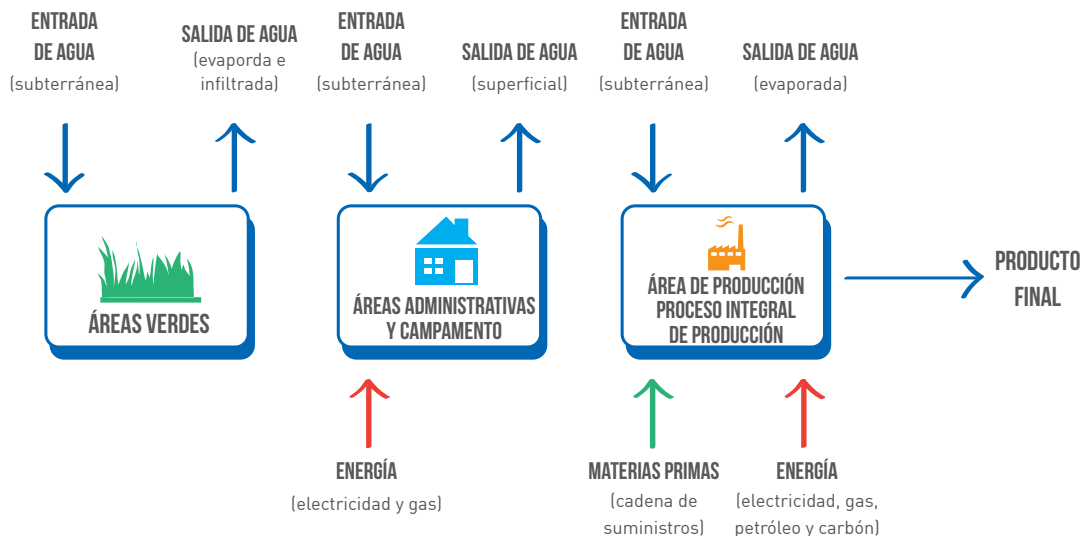 ENTRADA
DE AGUA
(subterránea)
SALIDA DE AGUA
(evaporda e
infiltrada)
ENTRADA
DE AGUA
(subterránea)
SALIDA DE AGUA
(superficial)
ENTRADA
DE AGUA
(subterránea)
SALIDA DE AGUA
(evaporada)
ÁREAS VERDES
ÁREAS ADMINISTRATIVAS
Y CAMPAMENTO
ÁREA DE PRODUCCIÓN
PROCESO INTEGRAL
DE PRODUCCIÓN
PRODUCTO
FINAL
ENERGÍA
(electricidad y gas)
MATERIAS PRIMAS
(cadena de
suministros)
ENERGÍA
(electricidad, gas,
petróleo y carbón)